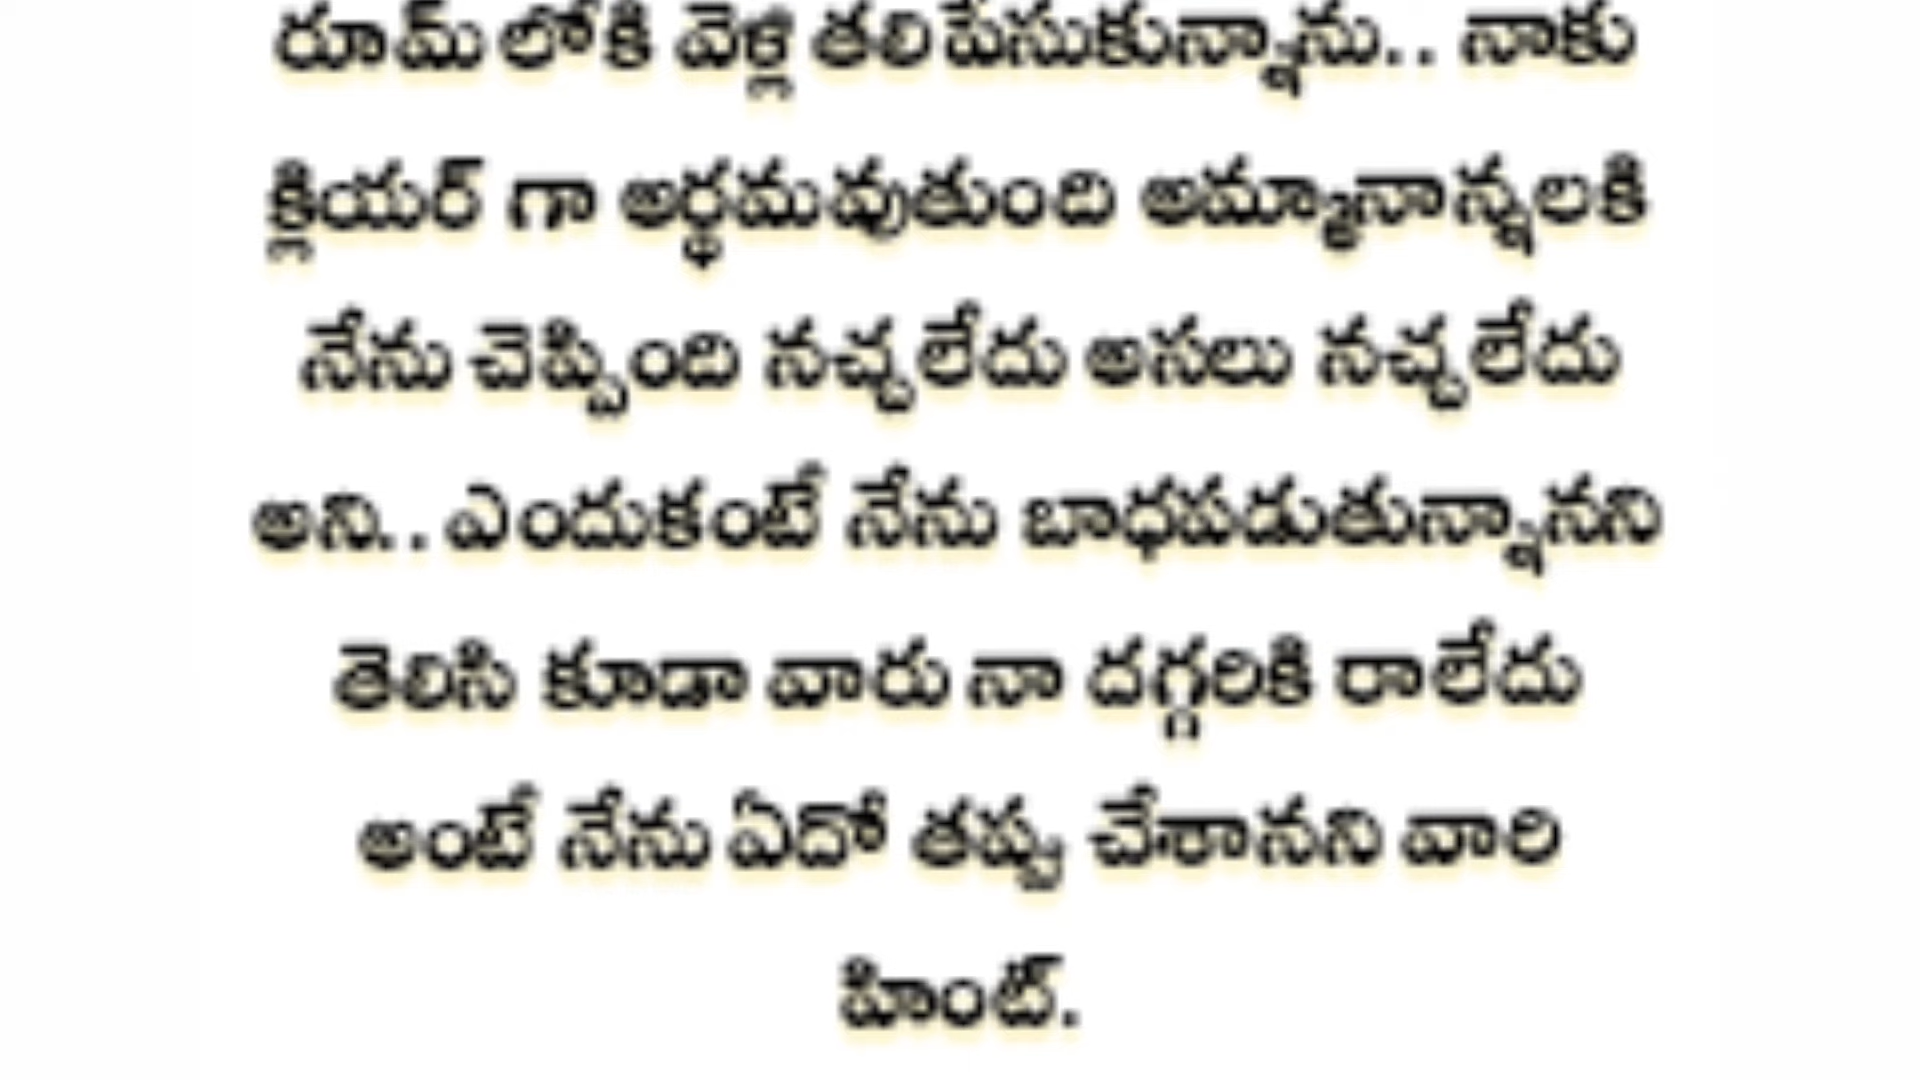 రూమ్ లోకి వెళ్లి తలిపేసుకున్నాను.. నాకు
క్లియర్ గా అర్థమవుతుంది అమ్మానాన్నలకి
నేను చెప్పింది నచ్చలేదు అసలు నచ్చలేదు
అని.. ఎందుకంటే నేను బాధపడుతున్నానని
తెలిసి కూడా వారు నా దగ్గరికి రాలేదు
అంటే నేను ఏదో తప్పు చేశానని వారి
హింట్.